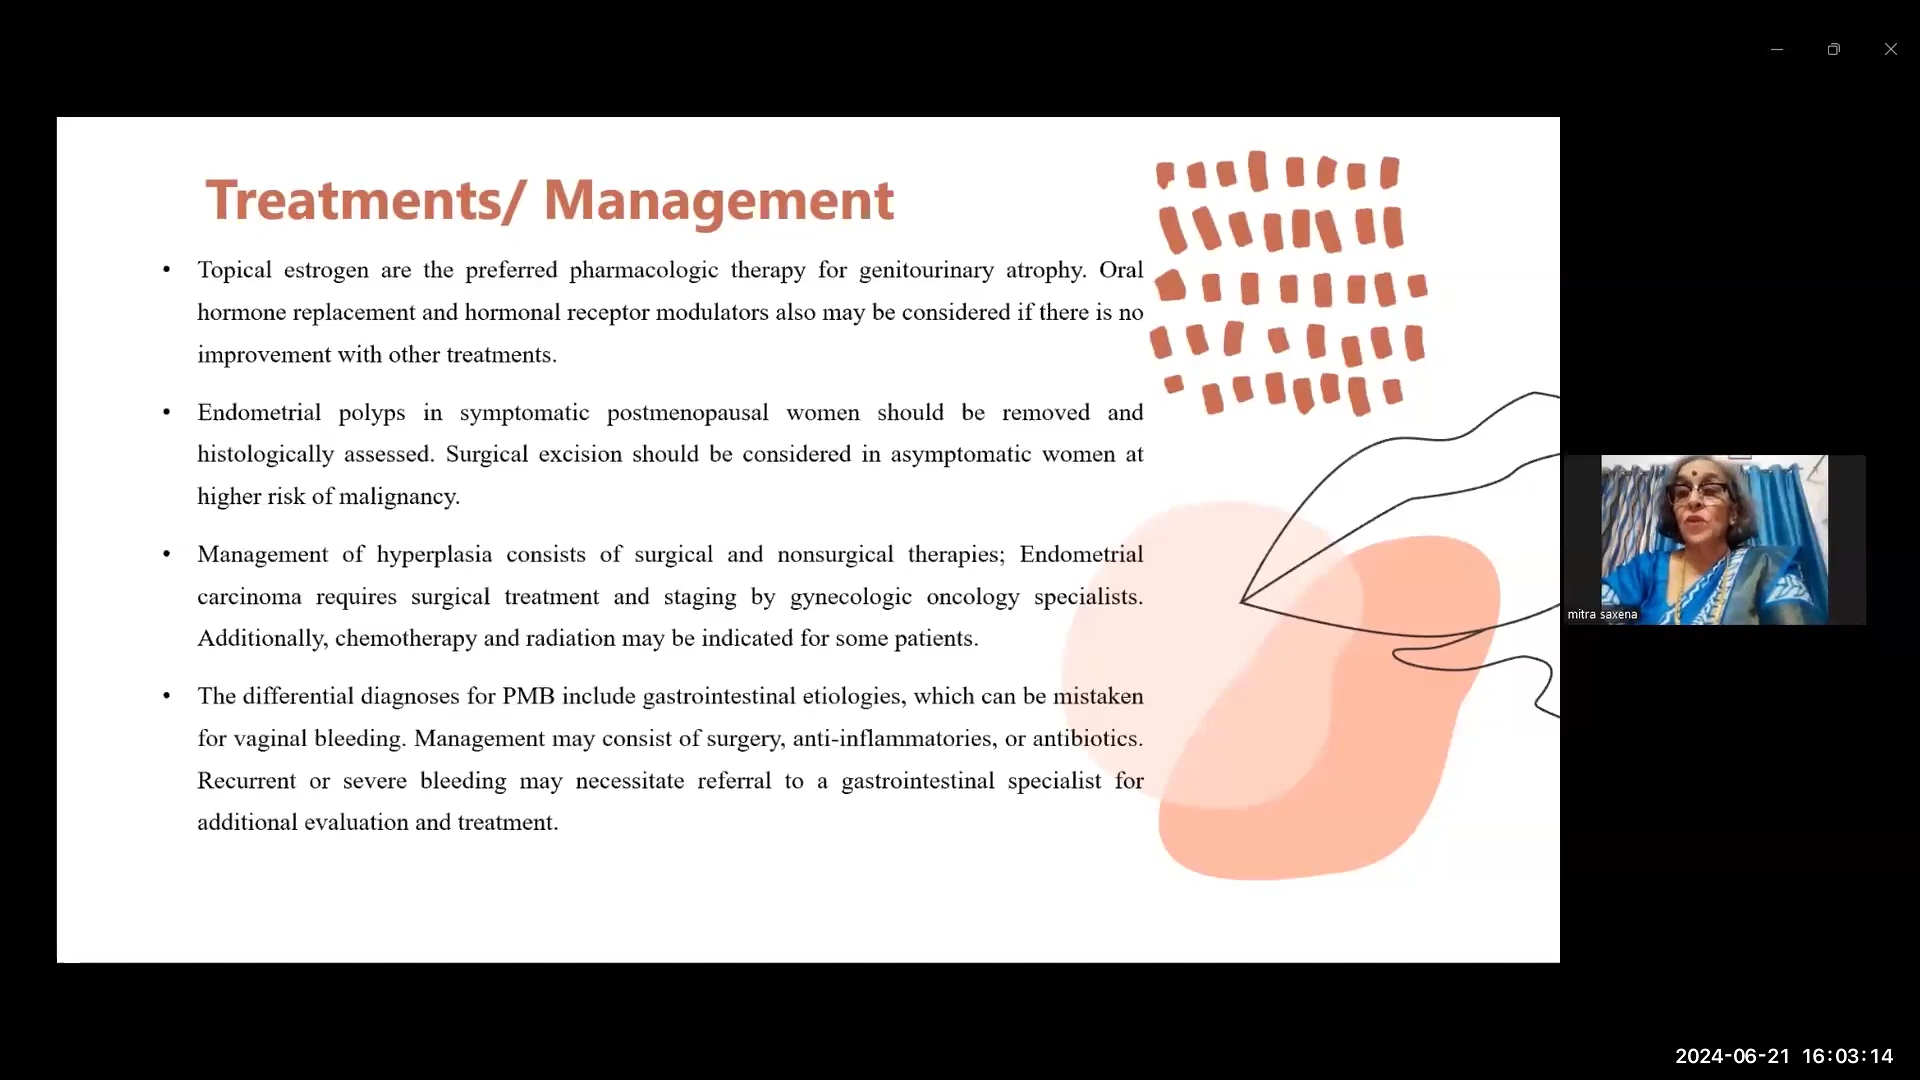 Treatments/ Management
• Topical estrogen are the preferred pharmacologic therapy for genitourinary atrophy. Oral
hormone replacement and hormonal receptor modulators also may be considered if there is no
improvement with other treatments.
• Endometrial polyps in symptomatic postmenopausal women should be removed and
histologically assessed. Surgical excision should be considered in asymptomatic women at
higher risk of malignancy.
• Management of hyperplasia consists of surgical and nonsurgical therapies; Endometrial
carcinoma requires surgical treatment and staging by gynecologic oncology specialists.
Additionally, chemotherapy and radiation may be indicated for some patients.
• The differential diagnoses for PMB include gastrointestinal etiologies, which can be mistaken
for vaginal bleeding. Management may consist of surgery, anti-inflammatories, or antibiotics.
Recurrent or severe bleeding may necessitate referral to a gastrointestinal specialist for
additional evaluation and treatment.
mitra saxena
2024-06-21 16:03:14